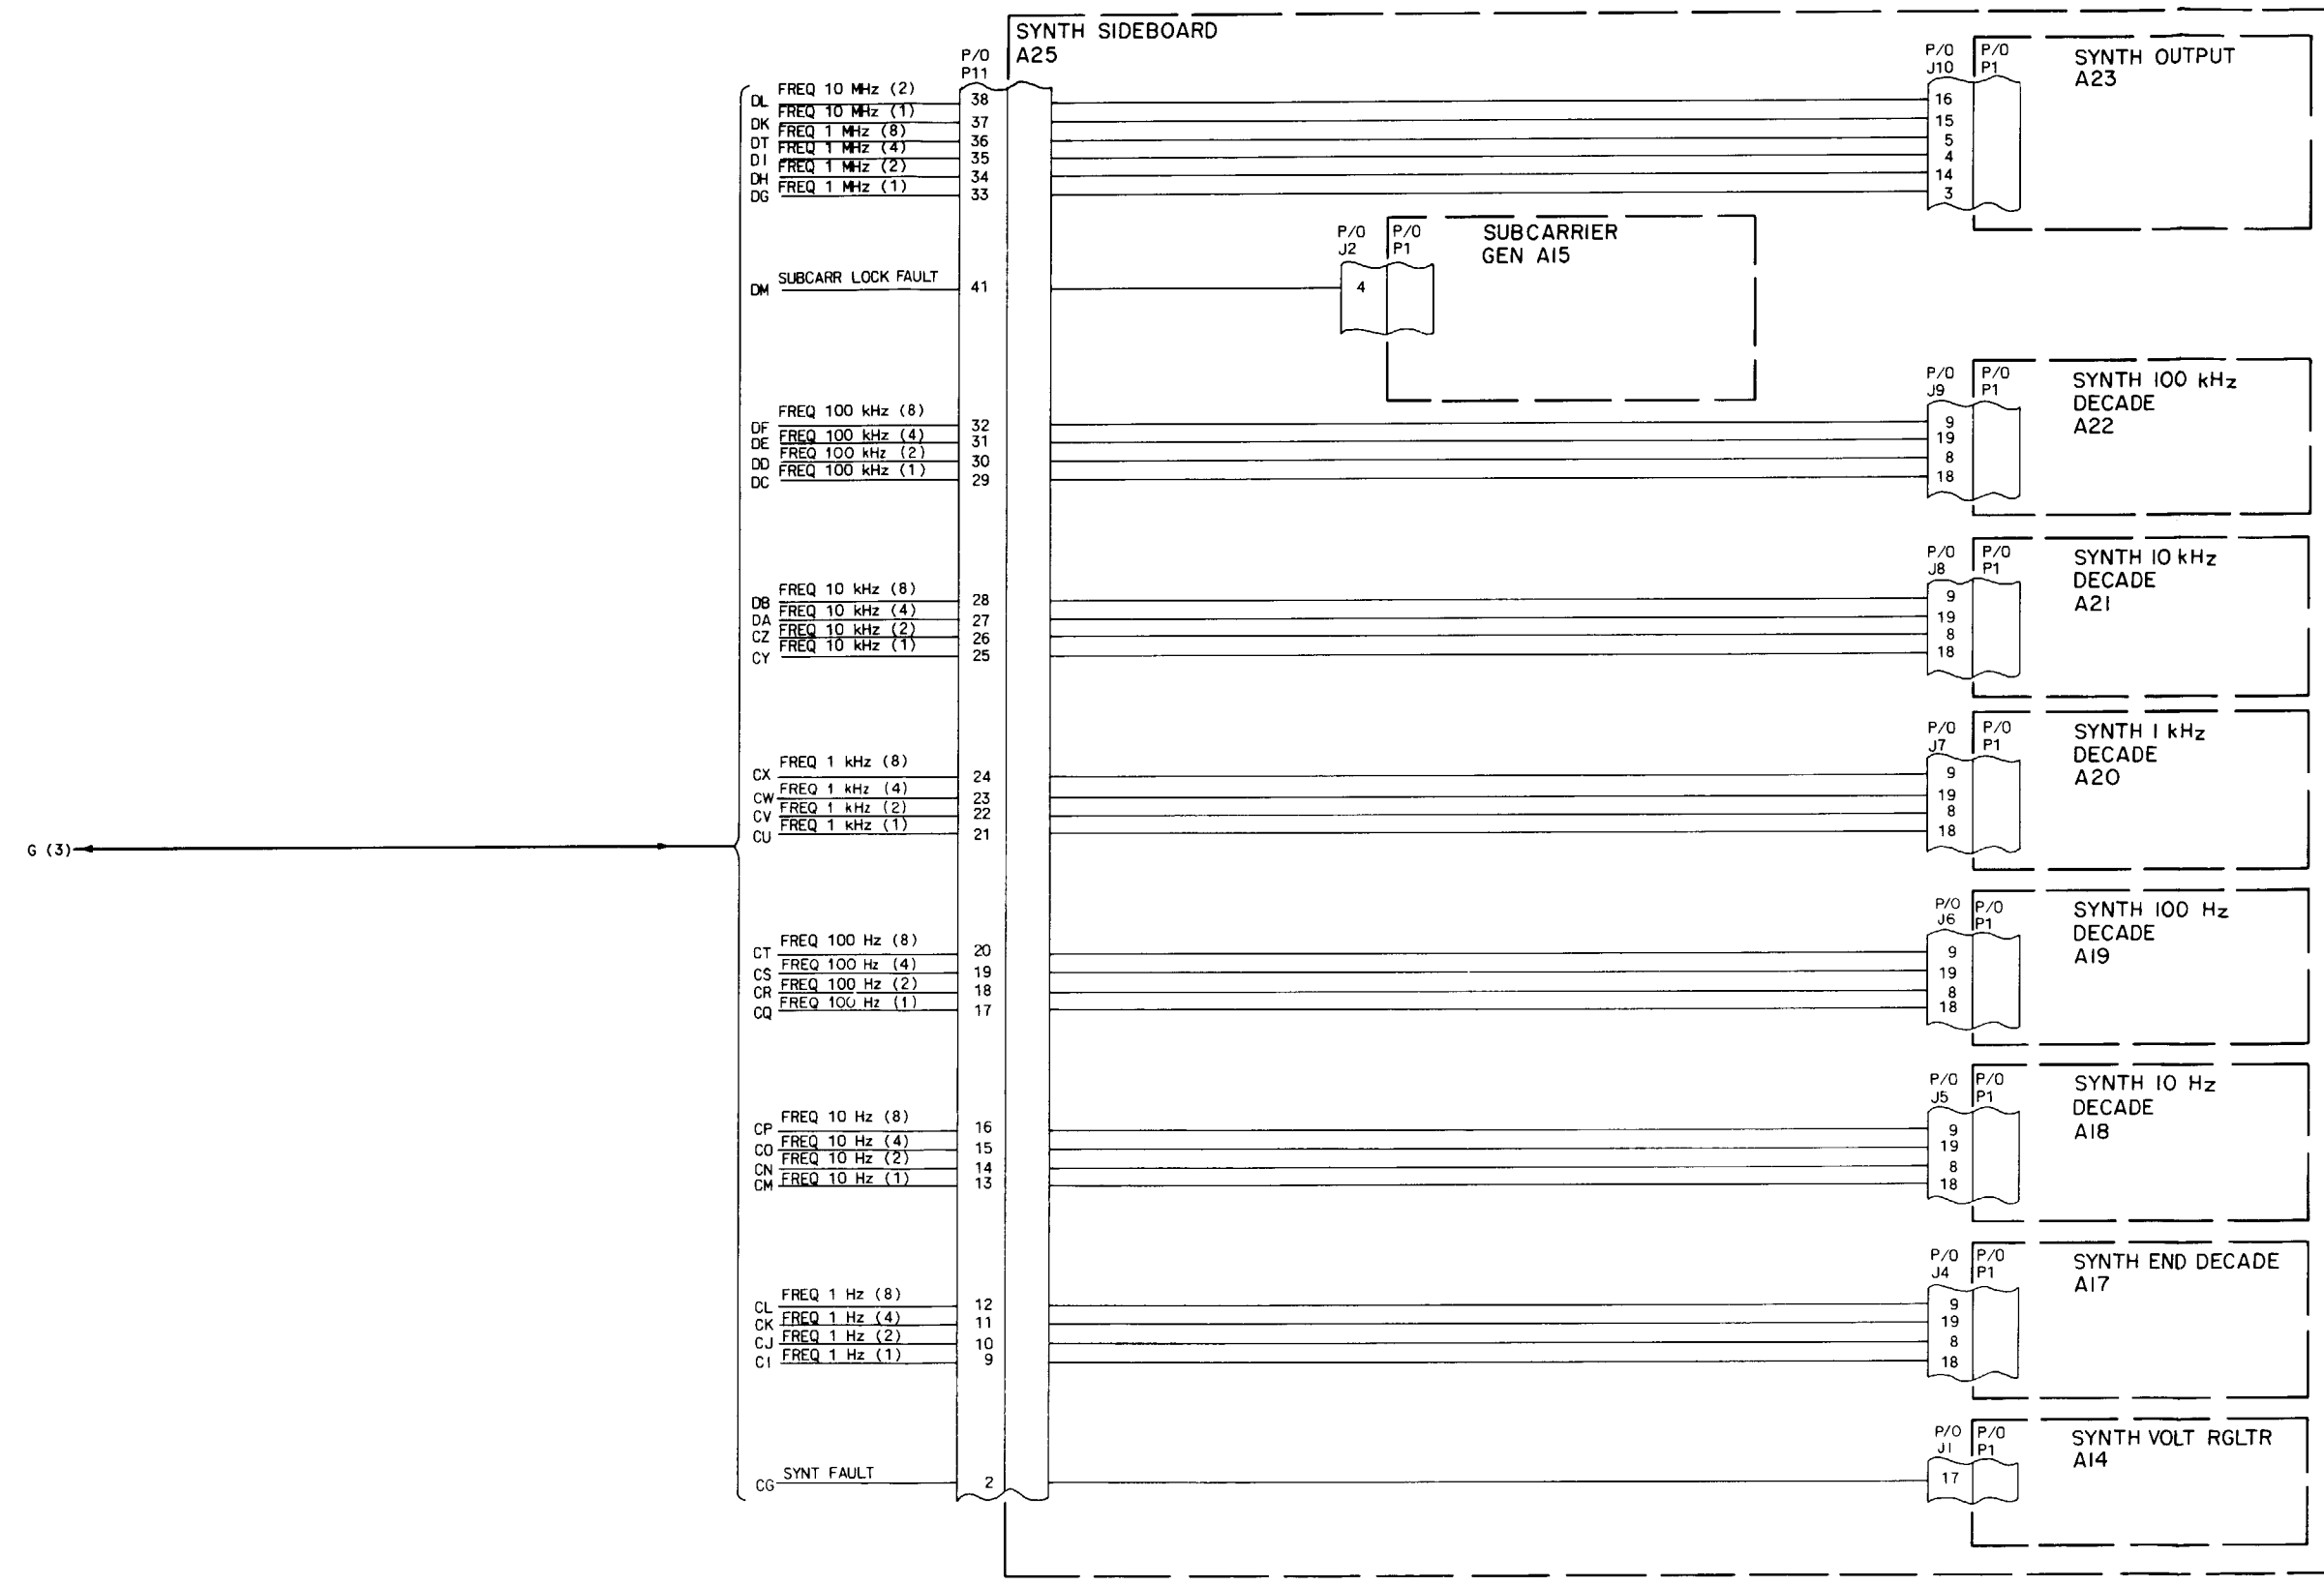 SYNTH SIDEBOARD
A25
P/O
P11
P/O
J10
P/O
P1
SYNTH OUTPUT
A23
DL FREQ 10 MHz (2) 38 16
DK FREQ 10 MHz (1) 37 15
DT FREQ 1 MHz (8) 36 5
DI FREQ 1 MHz (4) 35 4
DH FREQ 1 MHz (2) 34 14
DG FREQ 1 MHz (1) 33 3
P/O
J2
P/O
P1
SUBCARRIER
GEN A15
DM SUBCARR LOCK FAULT 41 4
P/O
J9
P/O
P1
SYNTH 100 kHz
DECADE
A22
DF FREQ 100 kHz (8) 32 9
DE FREQ 100 kHz (4) 31 19
DD FREQ 100 kHz (2) 30 8
DC FREQ 100 kHz (1) 29 18
P/O
J8
P/O
P1
SYNTH 10 kHz
DECADE
A21
DB FREQ 10 kHz (8) 28 9
DA FREQ 10 kHz (4) 27 19
CZ FREQ 10 kHz (2) 26 8
CY FREQ 10 kHz (1) 25 18
P/O
J7
P/O
P1
SYNTH 1 kHz
DECADE
A20
CX FREQ 1 kHz (8) 24 9
CW FREQ 1 kHz (4) 23 19
CV FREQ 1 kHz (2) 22 8
CU FREQ 1 kHz (1) 21 18
G (3)
P/O
J6
P/O
P1
SYNTH 100 Hz
DECADE
A19
CT FREQ 100 Hz (8) 20 9
CS FREQ 100 Hz (4) 19 19
CR FREQ 100 Hz (2) 18 8
CQ FREQ 100 Hz (1) 17 18
P/O
J5
P/O
P1
SYNTH 10 Hz
DECADE
A18
CP FREQ 10 Hz (8) 16 9
CO FREQ 10 Hz (4) 15 19
CN FREQ 10 Hz (2) 14 8
CM FREQ 10 Hz (1) 13 18
P/O
J4
P/O
P1
SYNTH END DECADE
A17
CL FREQ 1 Hz (8) 12 9
CK FREQ 1 Hz (4) 11 19
CJ FREQ 1 Hz (2) 10 8
CI FREQ 1 Hz (1) 9 18
P/O
J1
P/O
P1
SYNTH VOLT RGLTR
A14
CG SYNT FAULT 2 17